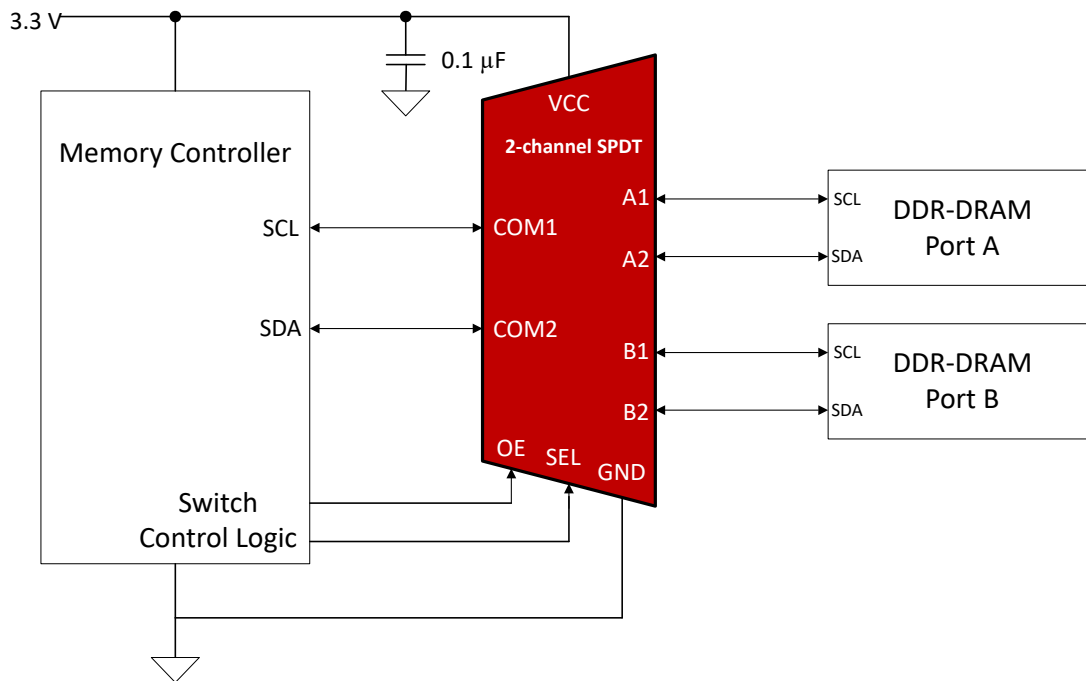 3.3 V
0.1 μF
Memory Controller
SCL
SDA
Switch
Control Logic
VCC
2-channel SPDT
COM1
COM2
A1
A2
B1
B2
OE
SEL
GND
SCL
SDA
DDR-DRAM
Port A
SCL
SDA
DDR-DRAM
Port B